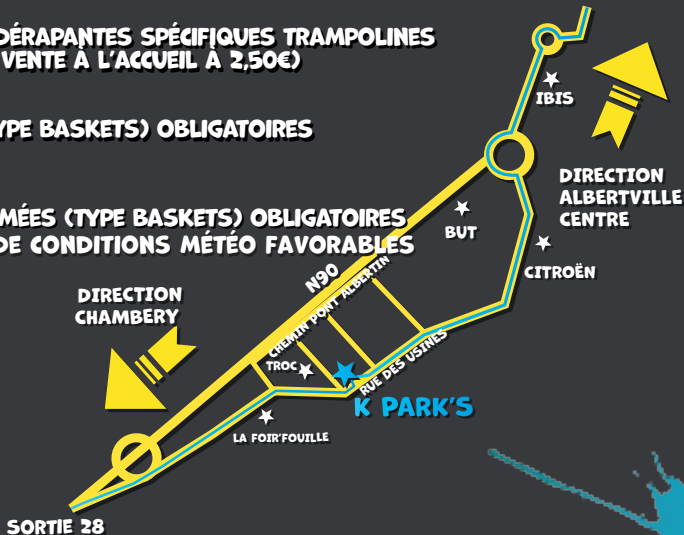 DÉRAPANTES SPÉCIFIQUES TRAMPOLINES
VENTE À L'ACCUEIL À 2,50€)
YPE BASKETS) OBLIGATOIRES
MÉES (TYPE BASKETS) OBLIGATOIRES
DE CONDITIONS MÉTÉO FAVORABLES
IBIS
DIRECTION
ALBERTVILLE
CENTRE
BUT
CITROËN
N90
CHEMIN PONT ALBERTIN
DIRECTION
CHAMBERY
TROC
RUE DES USINES
K PARK'S
LA FOIR'FOUILLE
SORTIE 28